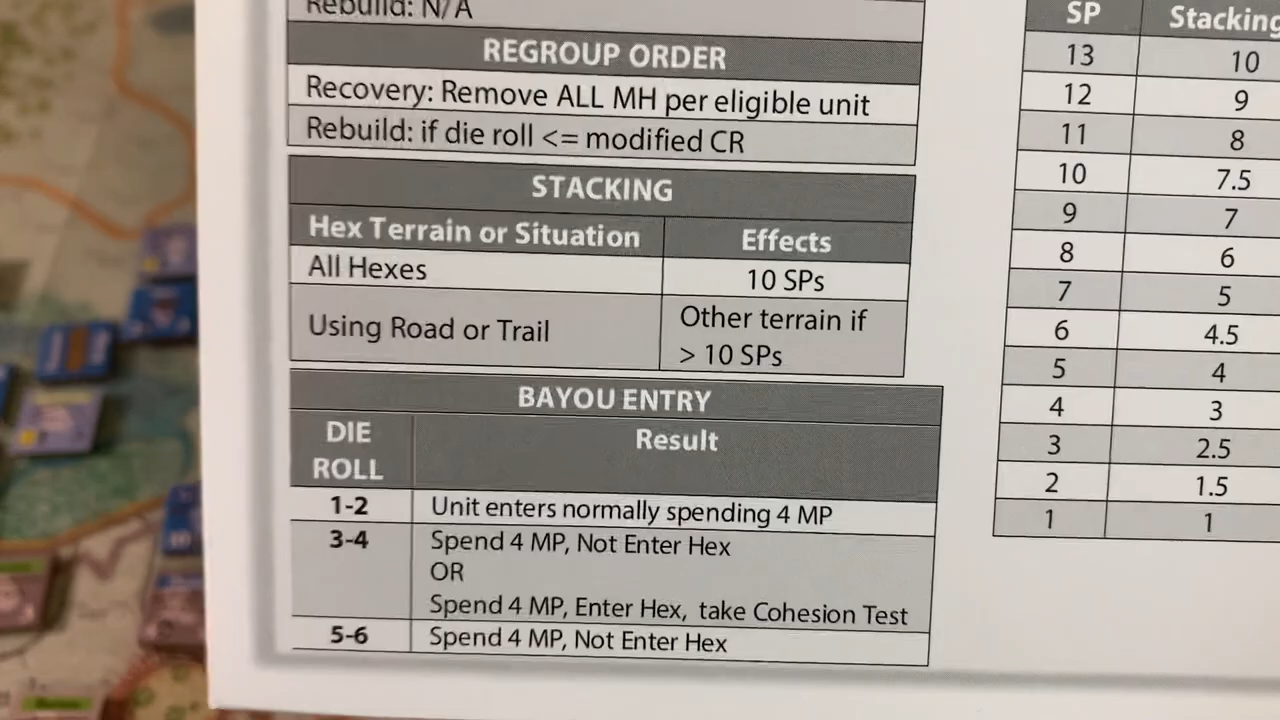 Rebuild: N/A
REGROUP ORDER
Recovery: Remove ALL MH per eligible unit
Rebuild: if die roll <= modified CR
STACKING
Hex Terrain or Situation Effects
All Hexes 10 SPs
Using Road or Trail Other terrain if
> 10 SPs
BAYOU ENTRY
DIE
ROLL
Result
1-2 Unit enters normally spending 4 MP
3-4 Spend 4 MP, Not Enter Hex
OR
Spend 4 MP, Enter Hex, take Cohesion Test
5-6 Spend 4 MP, Not Enter Hex
SP Stacking
13 10
12 9
11 8
10 7.5
9 7
8 6
7 5
6 4.5
5 4
4 3
3 2.5
2 1.5
1 1